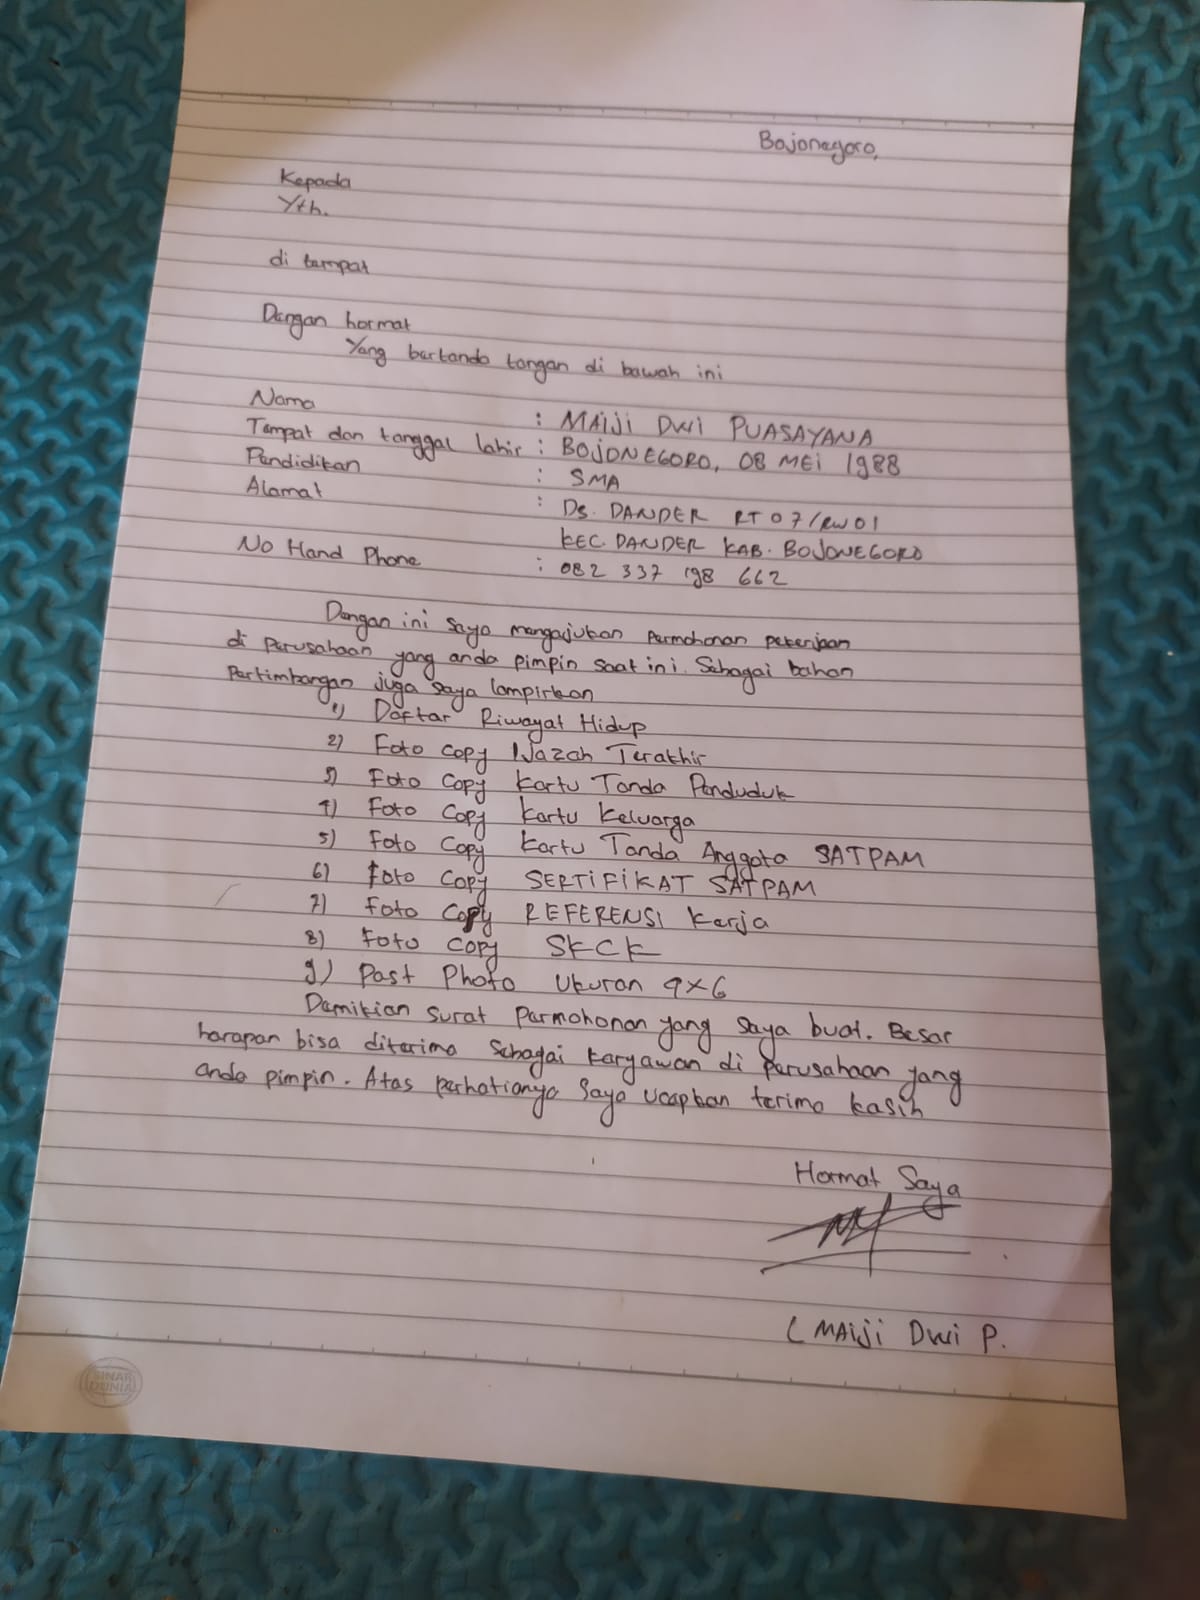 Bojonegoro,
Kepada
Yth.
di tempat
Dengan hormat
Yang bertanda tangan di bawah ini
Nama : MAIJI DWI PUASAYANA
Tempat dan tanggal lahir : BOJONEGORO, 08 MEI 1988
Pendidikan : SMA
Alamat : Ds. DANDER RT 07/RW 01
KEC. DANDER KAB. BOJONEGORO
No Hand Phone : 082 337 198 662
Dengan ini saya mengajukan permohonan pekerjaan
di perusahaan yang anda pimpin saat ini. Sebagai bahan
Pertimbangan juga saya lampirkan
1) Daftar Riwayat Hidup
2) Foto Copy IJazah Terakhir
3) Foto Copy Kartu Tanda Penduduk
4) Foto Copy Kartu Keluarga
5) Foto Copy Kartu Tanda Anggota SATPAM
6) Foto Copy SERTIFIKAT SATPAM
7) Foto Copy REFERENSI Kerja
8) Foto Copy SKCK
9) Past Photo Ukuran 4x6
Demikian surat permohonan yang saya buat. Besar
harapan bisa diterima sebagai karyawan di perusahaan yang
anda pimpin. Atas perhatianya saya ucapkan terima kasih
Hormat Saya
( MAIJI DWI P.
SINAR
DUNIA